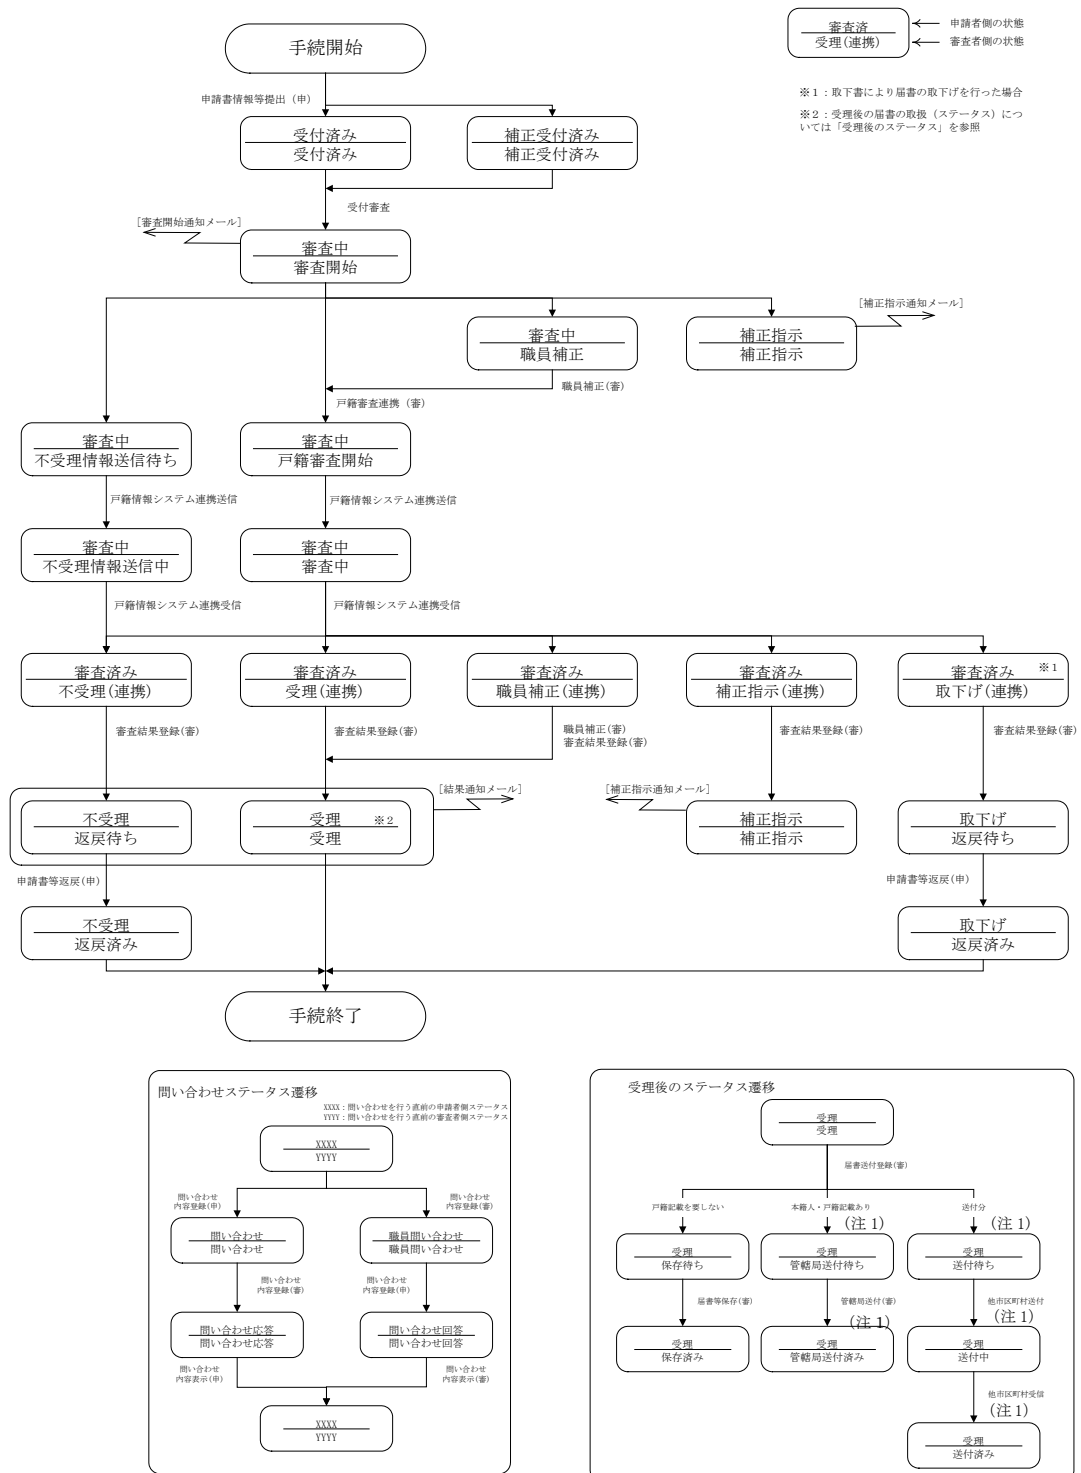 審査済
受理(連携)
申請者側の状態
審査者側の状態
※1：取下書により届書の取下げを行った場合
※2：受理後の届書の取扱（ステータス）につ
いては「受理後のステータス」を参照
手続開始
申請書情報等提出（申）
受付済み
受付済み
補正受付済み
補正受付済み
受付審査
[審査開始通知メール]
審査中
審査開始
[補正指示通知メール]
審査中
職員補正
補正指示
補正指示
職員補正(審)
戸籍審査連携（審）
審査中
不受理情報送信待ち
審査中
戸籍審査開始
戸籍情報システム連携送信
戸籍情報システム連携送信
審査中
不受理情報送信中
審査中
審査中
戸籍情報システム連携受信
戸籍情報システム連携受信
審査済み
不受理(連携)
審査済み
受理(連携)
審査済み
職員補正(連携)
審査済み
補正指示(連携)
審査済み ※1
取下げ(連携)
審査結果登録(審)
審査結果登録(審)
職員補正(審)
審査結果登録(審)
審査結果登録(審)
審査結果登録(審)
[結果通知メール]
[補正指示通知メール]
不受理
返戻待ち
受理 ※2
受理
補正指示
補正指示
取下げ
返戻待ち
申請書等返戻(申)
申請書等返戻(申)
不受理
返戻済み
取下げ
返戻済み
手続終了
問い合わせステータス遷移
XXXX：問い合わせを行う直前の申請者側ステータス
YYYY：問い合わせを行う直前の審査者側ステータス
XXXX
YYYY
問い合わせ
内容登録(申)
問い合わせ
内容登録(審)
問い合わせ
問い合わせ
職員問い合わせ
職員問い合わせ
問い合わせ
内容登録(審)
問い合わせ
内容登録(申)
問い合わせ応答
問い合わせ応答
問い合わせ回答
問い合わせ回答
問い合わせ
内容表示(申)
問い合わせ
内容表示(審)
XXXX
YYYY
受理後のステータス遷移
受理
受理
届書送付登録(審)
戸籍記載を要しない
本籍人・戸籍記載あり
(注1)
送付分
(注1)
受理
保存待ち
受理
管轄局送付待ち
受理
送付待ち
届書等保存(審)
管轄局送付(審)
(注1)
他市区町村送付
(注1)
受理
保存済み
受理
管轄局送付済み
受理
送付中
他市区町村受信
(注1)
受理
送付済み